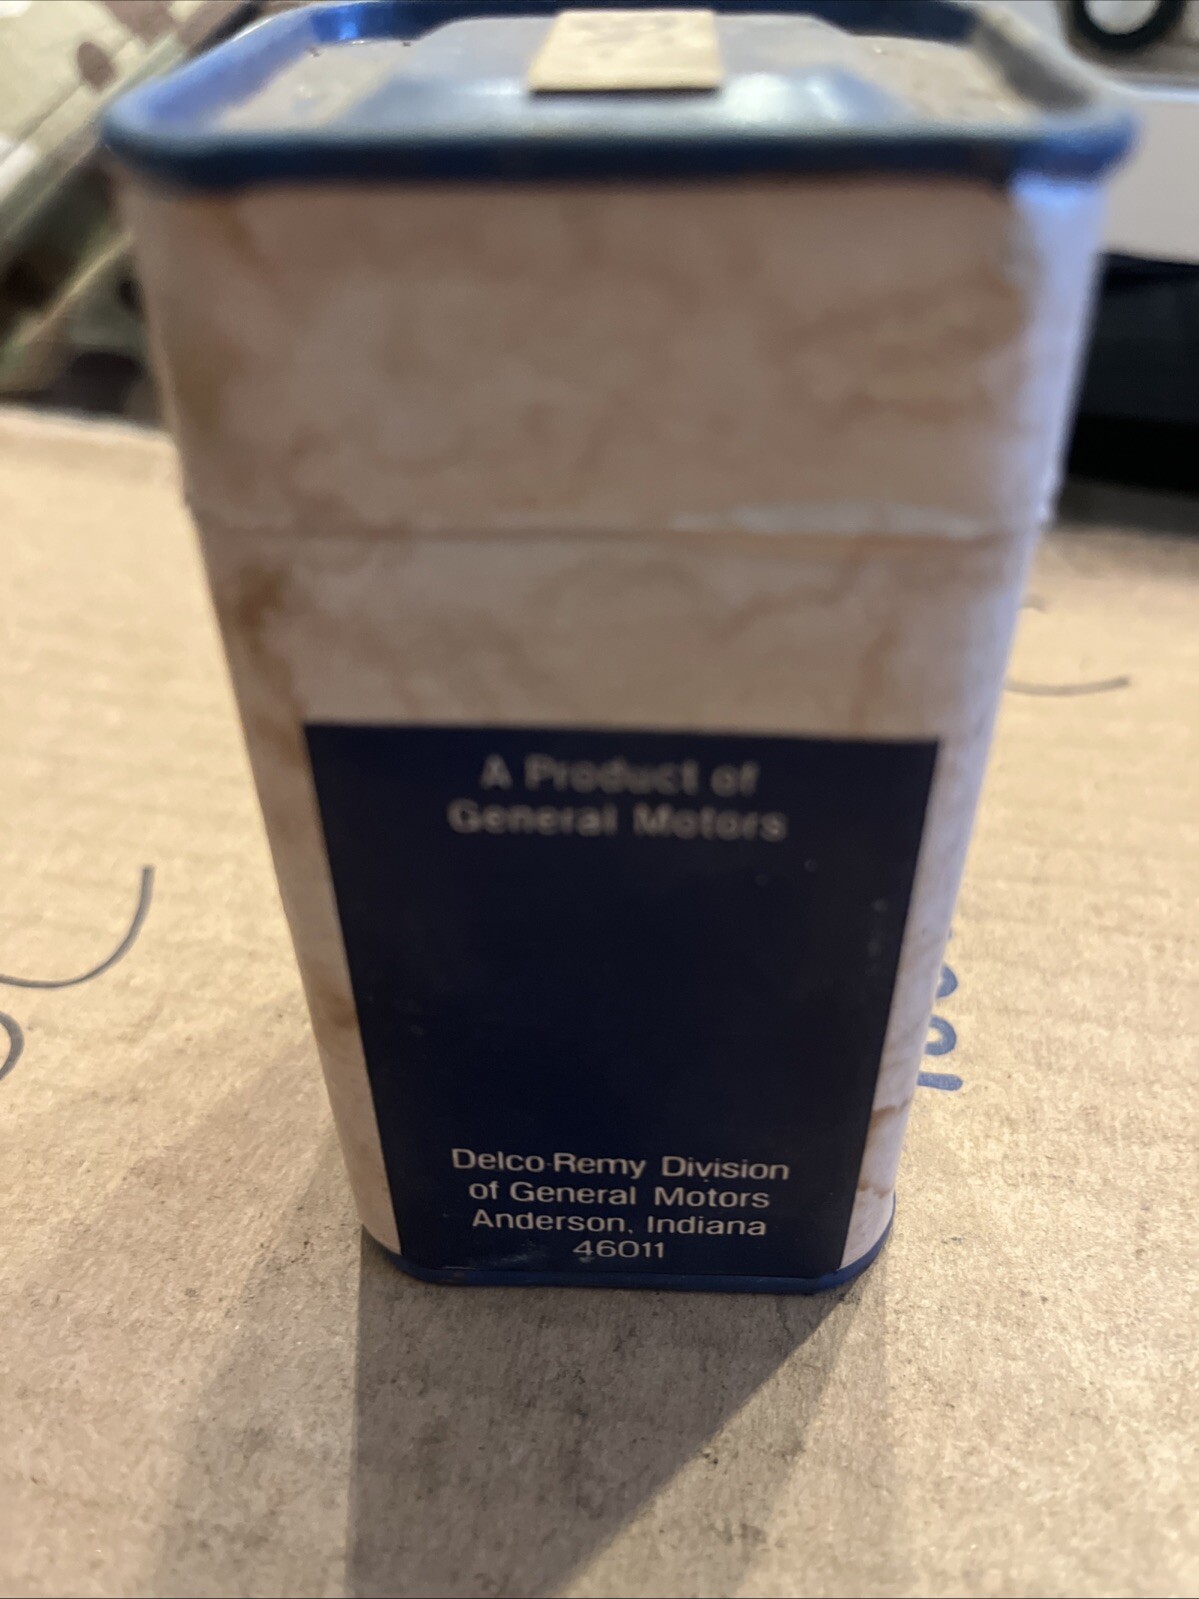 A Product of
General Motors
Delco-Remy Division
of General Motors
Anderson, Indiana
46011